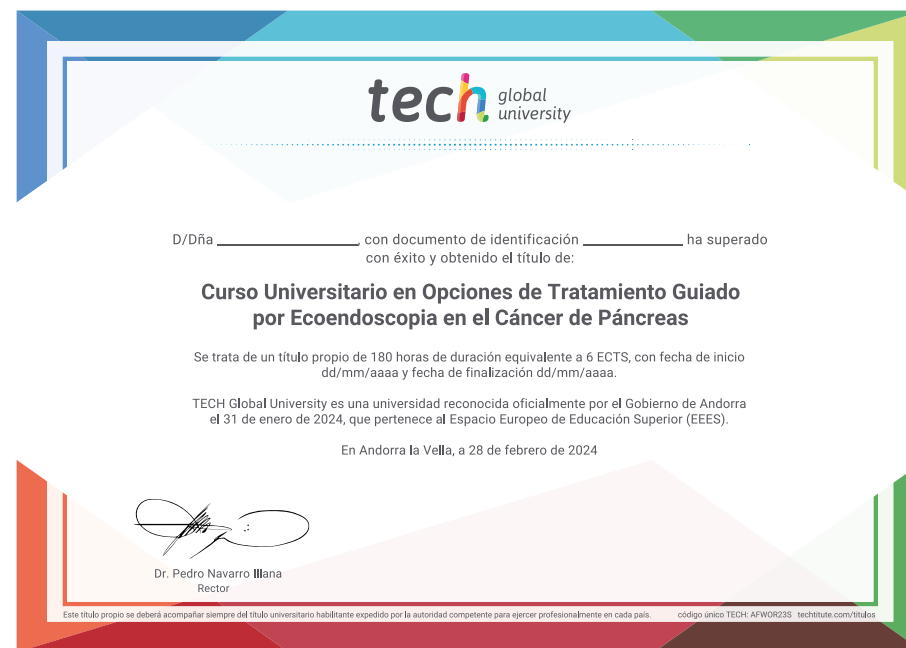 tech global
university
D/Dña ____________________, con documento de identificación ______________ ha superado
con éxito y obtenido el título de:
Curso Universitario en Opciones de Tratamiento Guiado
por Ecoendoscopia en el Cáncer de Páncreas
Se trata de un título propio de 180 horas de duración equivalente a 6 ECTS, con fecha de inicio
dd/mm/aaaa y fecha de finalización dd/mm/aaaa.
TECH Global University es una universidad reconocida oficialmente por el Gobierno de Andorra
el 31 de enero de 2024, que pertenece al Espacio Europeo de Educación Superior (EEES).
En Andorra la Vella, a 28 de febrero de 2024
Dr. Pedro Navarro Illana
Rector
Este título propio se deberá acompañar siempre del título universitario habilitante expedido por la autoridad competente para ejercer profesionalmente en cada país. código único TECH: AFWOR23S techtitute.com/titulos